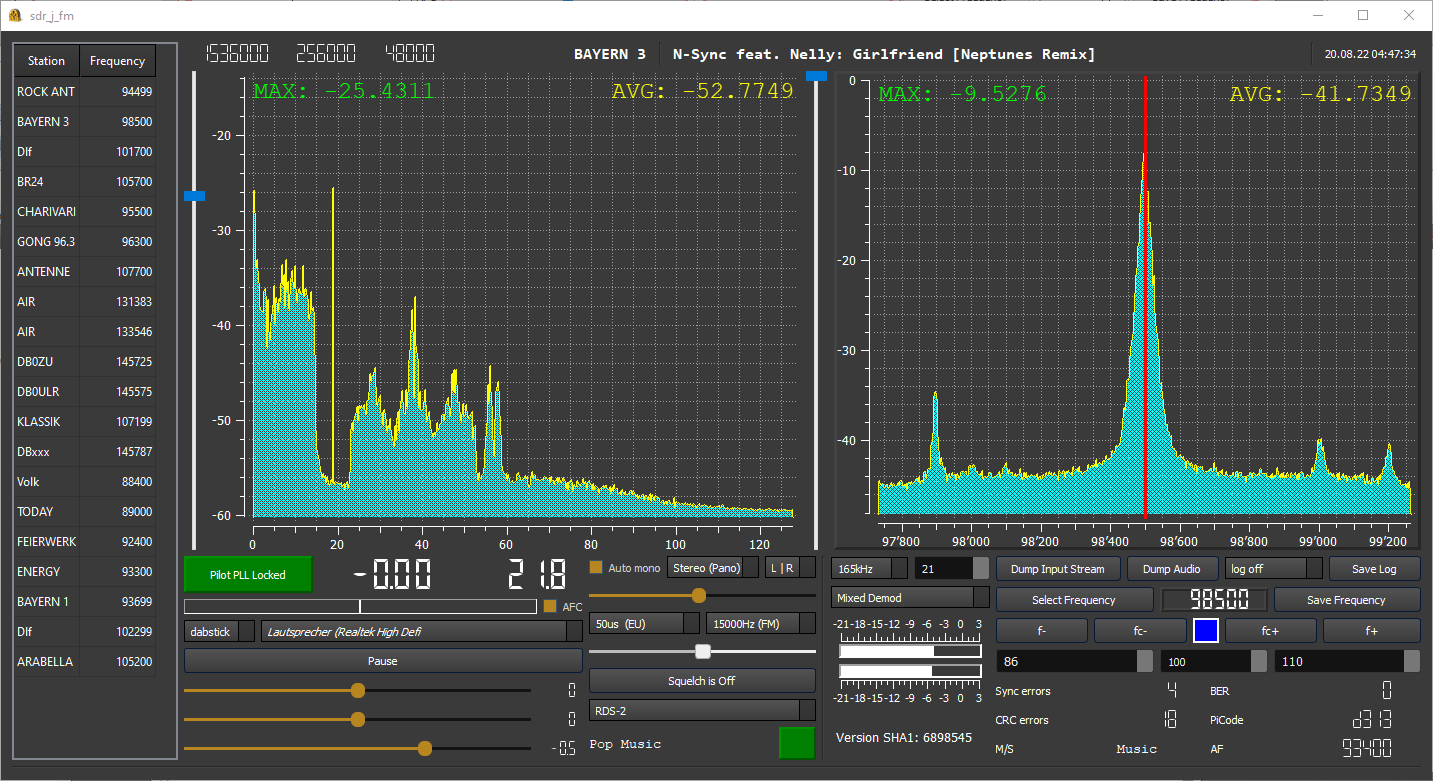 sdr_j_fm
Station Frequency
ROCK ANT 94499
BAYERN 3 98500
Dlf 101700
BR24 105700
CHARIVARI 95500
GONG 96.3 96300
ANTENNE 107700
AIR 131383
AIR 133546
DB0ZU 145725
DB0ULR 145575
KLASSIK 107199
DBxxx 145787
Volk 88400
TODAY 89000
FEIERWERK 92400
ENERGY 93300
BAYERN 1 93699
Dlf 102299
ARABELLA 105200
1536000 256000 48000
BAYERN 3 N-Sync feat. Nelly: Girlfriend [Neptunes Remix]
20.08.22 04:47:34
MAX: -25.4311 AVG: -52.7749
-20
-30
-40
-50
-60
0 20 40 60 80 100 120
MAX: -9.5276 AVG: -41.7349
0
-10
-20
-30
-40
97'800 98'000 98'200 98'400 98'600 98'800 99'000 99'200
Pilot PLL Locked -0.00 21.8
AFC
dabstick Lautsprecher (Realtek High Defi
Pause
0
0
-0.5
Auto mono Stereo (Pano) L | R
50us (EU) 15000Hz (FM)
Squelch is Off
RDS-2
Pop Music
165kHz 21 Dump Input Stream Dump Audio log off Save Log
Mixed Demod Select Frequency 98500 Save Frequency
-21-18-15-12 -9 -6 -3 0 3
-21-18-15-12 -9 -6 -3 0 3
f- fc- fc+ f+
86 100 110
Sync errors 4 BER 0
CRC errors 18 PiCode d313
M/S Music AF 93400
Version SHA1: 6898545